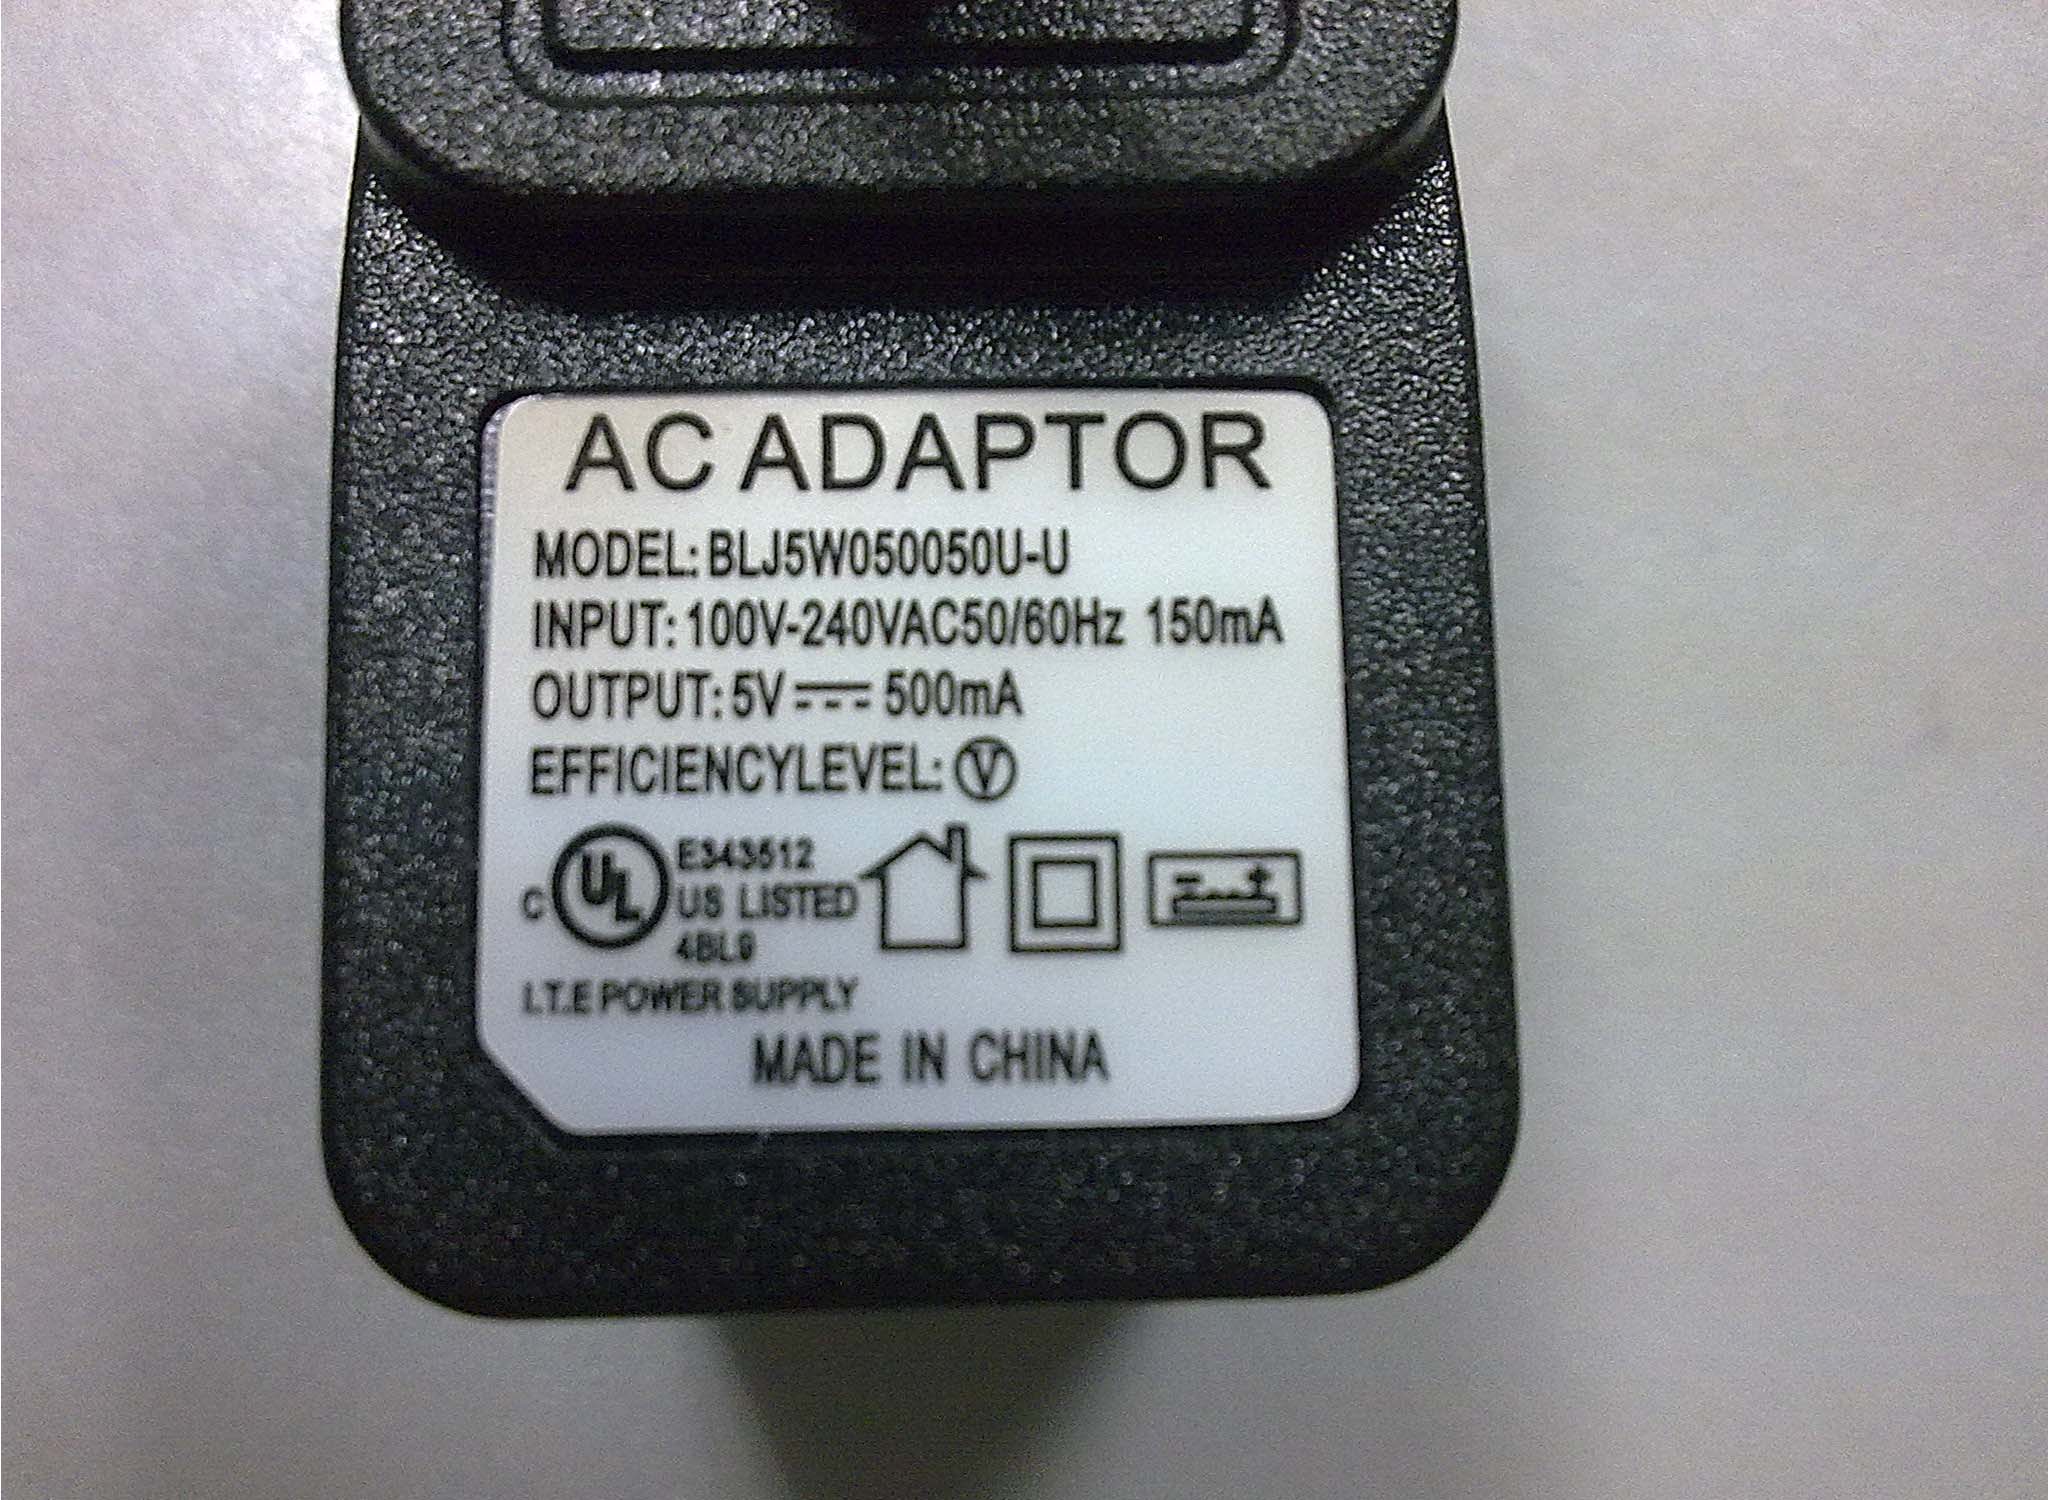 AC ADAPTOR
MODEL: BLJ5W050050U-U
INPUT: 100V-240VAC50/60Hz 150mA
OUTPUT: 5V⎓500mA
EFFICIENCYLEVEL: Ⓥ
C UL US LISTED
E343512
4BL9
I.T.E POWER SUPPLY
MADE IN CHINA